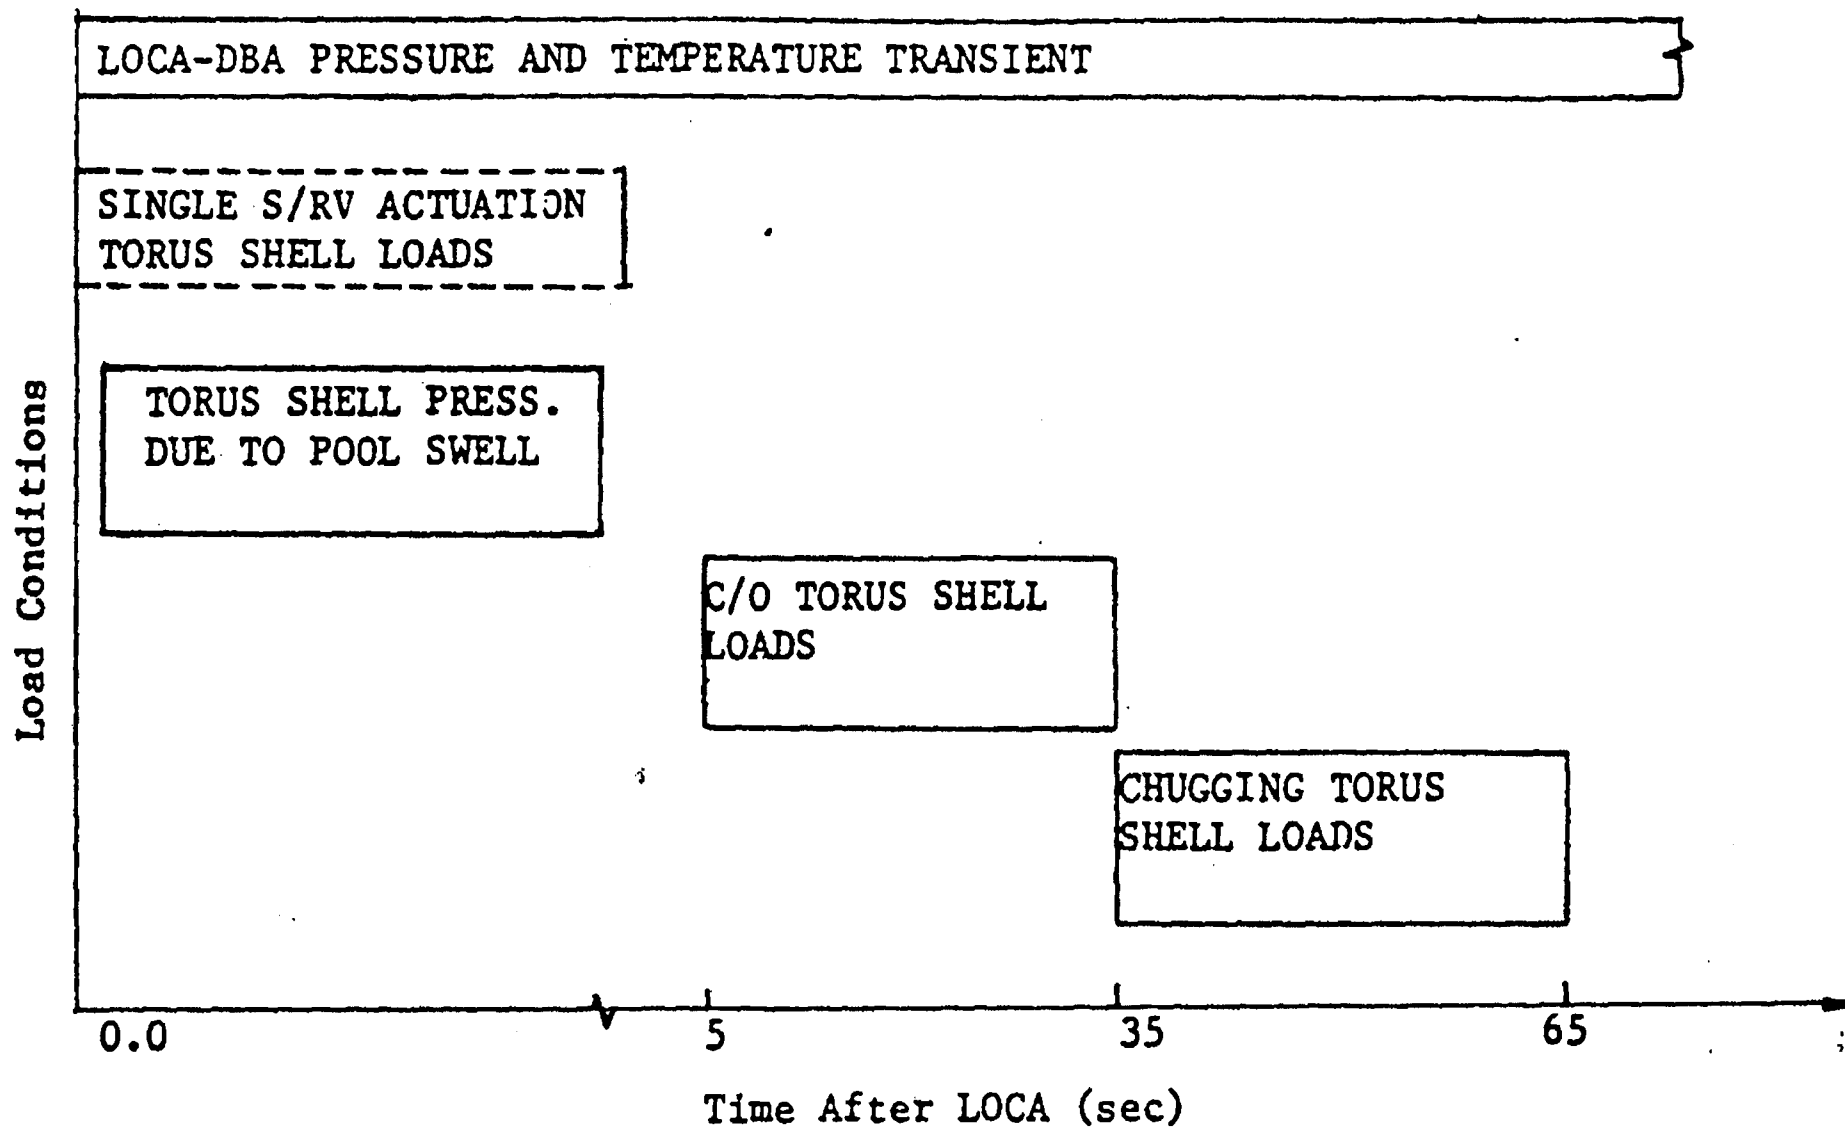 LOCA-DBA PRESSURE AND TEMPERATURE TRANSIENT
SINGLE S/RV ACTUATION
TORUS SHELL LOADS
TORUS SHELL PRESS.
DUE TO POOL SWELL
C/O TORUS SHELL
LOADS
CHUGGING TORUS
SHELL LOADS
Load Conditions
0.0 5 35 65
Time After LOCA (sec)